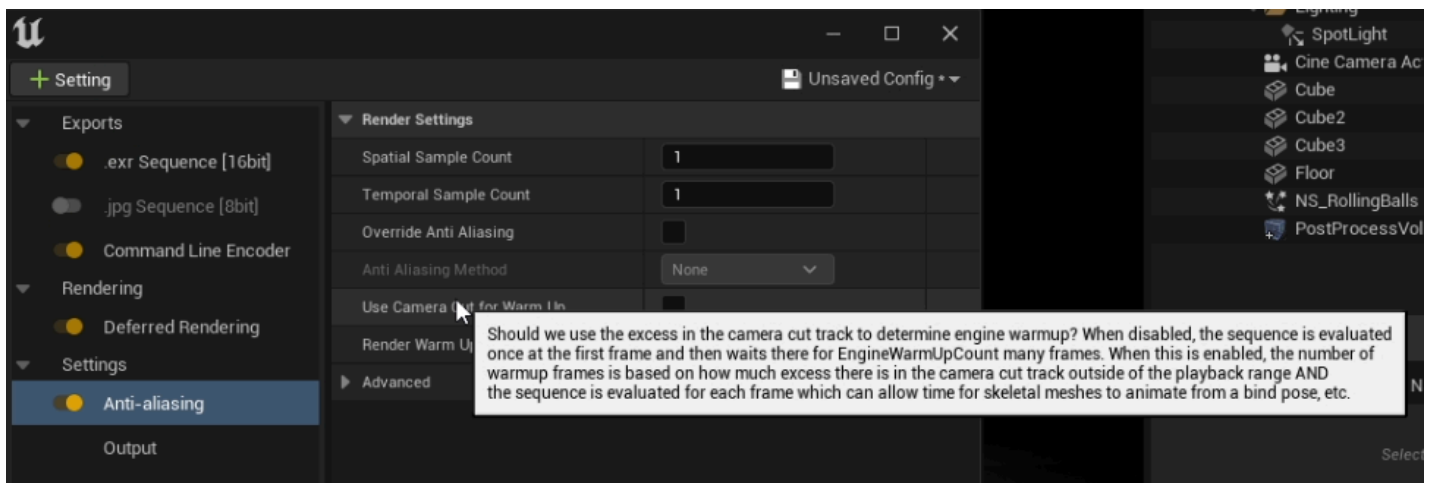 Lighting
SpotLight
+ Setting
Unsaved Config *
Cine Camera Ac
Cube
Exports
Render Settings
Cube2
.exr Sequence [16bit]
Spatial Sample Count
1
Cube3
Floor
.jpg Sequence [8bit]
Temporal Sample Count
1
NS_RollingBalls
Override Anti Aliasing
PostProcessVol
Command Line Encoder
Anti Aliasing Method
None
Rendering
Use Camera Cut for Warm Up
Deferred Rendering
Render Warm Up
Should we use the excess in the camera cut track to determine engine warmup? When disabled, the sequence is evaluated
once at the first frame and then waits there for EngineWarmUpCount many frames. When this is enabled, the number of
warmup frames is based on how much excess there is in the camera cut track outside of the playback range AND
the sequence is evaluated for each frame which can allow time for skeletal meshes to animate from a bind pose, etc.
Settings
Advanced
N
Anti-aliasing
Output
Select